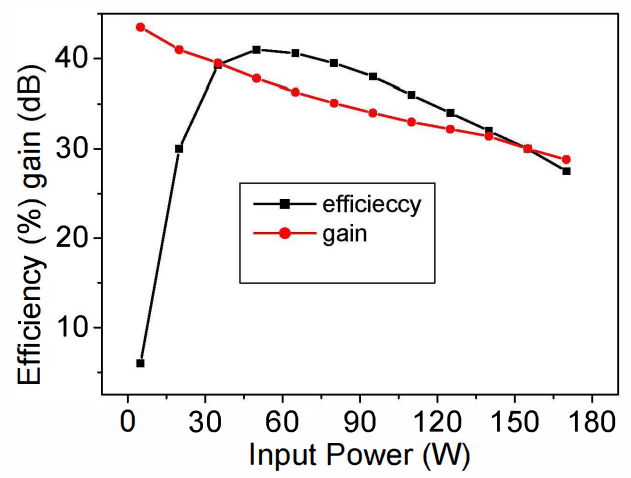 Efficiency (%) gain (dB)
40
30
20
10
efficieccy
gain
0 30 60 90 120 150 180
Input Power (W)